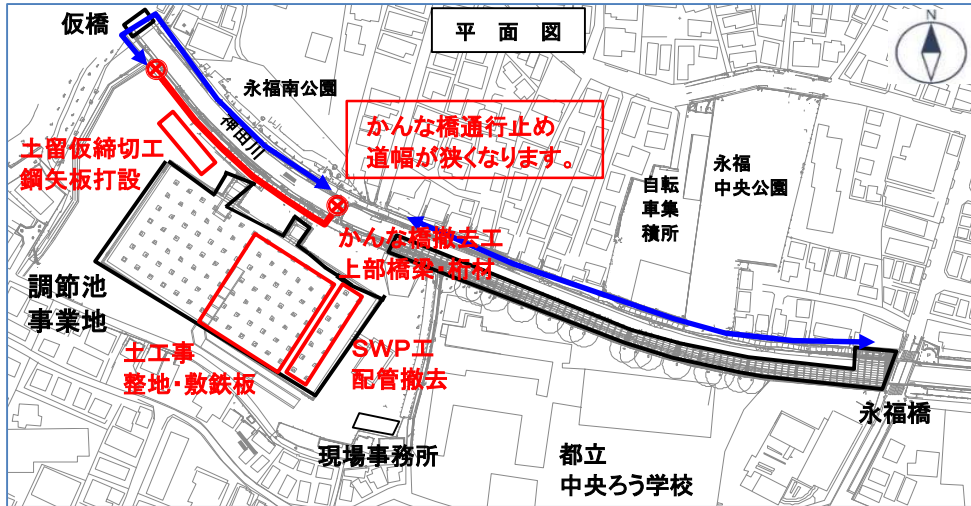 平 面 図
N
仮橋
永福南公園
神田川
かんな橋通行止め
道幅が狭くなります。
土留仮締切工
鋼矢板打設
自転
車集
積所
永福
中央公園
かんな橋撤去工
上部橋梁・桁材
調節池
事業地
土工事
整地・敷鉄板
SWP工
配管撤去
永福橋
現場事務所
都立
中央ろう学校